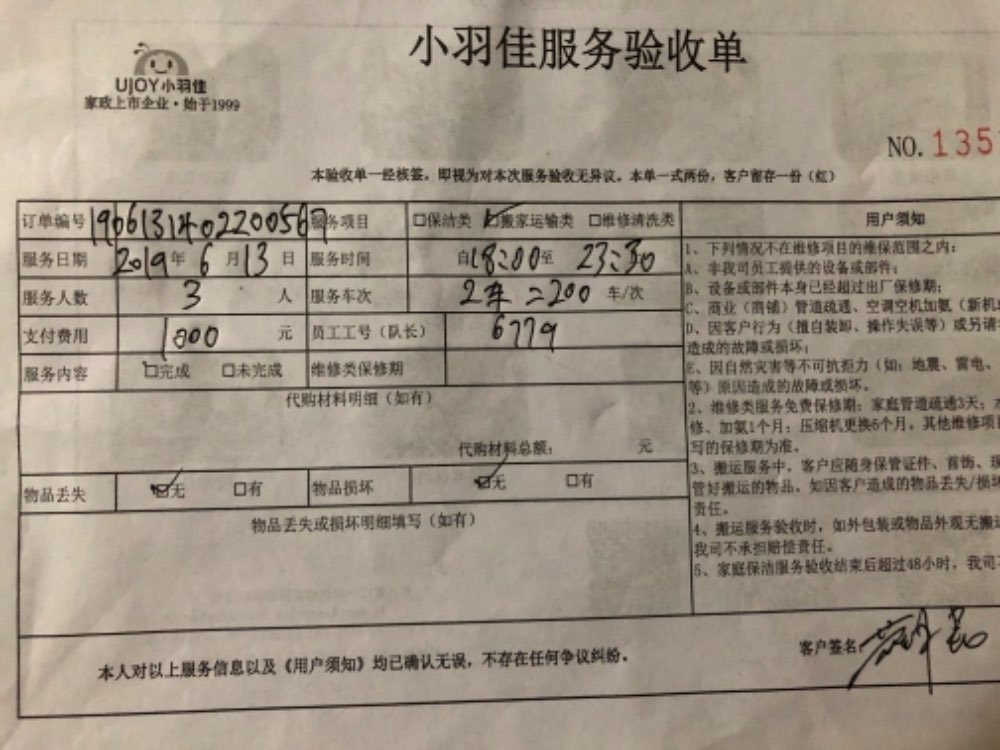 小羽佳服务验收单
UJOY小羽佳
家政上市企业·始于1999
NO.135
本验收单一经核签，即视为对本次服务验收无异议。本单一式两份，客户留存一份（红）
订单编号 190613140220056 服务项目 □保洁类 ☑搬家运输类 □维修清洗类 用户须知
服务日期 2019年6月13日 服务时间 自18:00至 23:30
服务人数 3 人 服务车次 2车 =200 车/次
支付费用 1000 元 员工工号（队长） 6779
服务内容 ☑完成 □未完成 维修类保修期
代购材料明细（如有）
代购材料总额： 元
物品丢失 ☑无 □有 物品损坏 ☑无 □有
物品丢失或损坏明细填写（如有）
1、下列情况不在维修项目的维保范围之内：
A、非我司员工提供的设备或部件；
B、设备或部件本身已经超过出厂保修期；
C、商业（商铺）管道疏通、空调空机加氨（新机
D、因客户行为（擅自装卸、操作失误等）或另请
造成的故障或损坏；
E、因自然灾害等不可抗拒力（如：地震、雷电、
等）原因造成的故障或损坏。
2、维修类服务免费保修期：家庭管道疏通3天；
修、加氨1个月；压缩机更换6个月。其他维修项
写的保修期为准。
3、搬运服务中，客户应随身保管证件、首饰、现
管好搬运的物品。如因客户造成的物品丢失/损坏
责任。
4、搬运服务验收时，如外包装或物品外观无搬运
我司不承担赔偿责任。
5、家庭保洁服务验收结束后超过48小时，我司
本人对以上服务信息以及《用户须知》均已确认无误，不存在任何争议纠纷。
客户签名